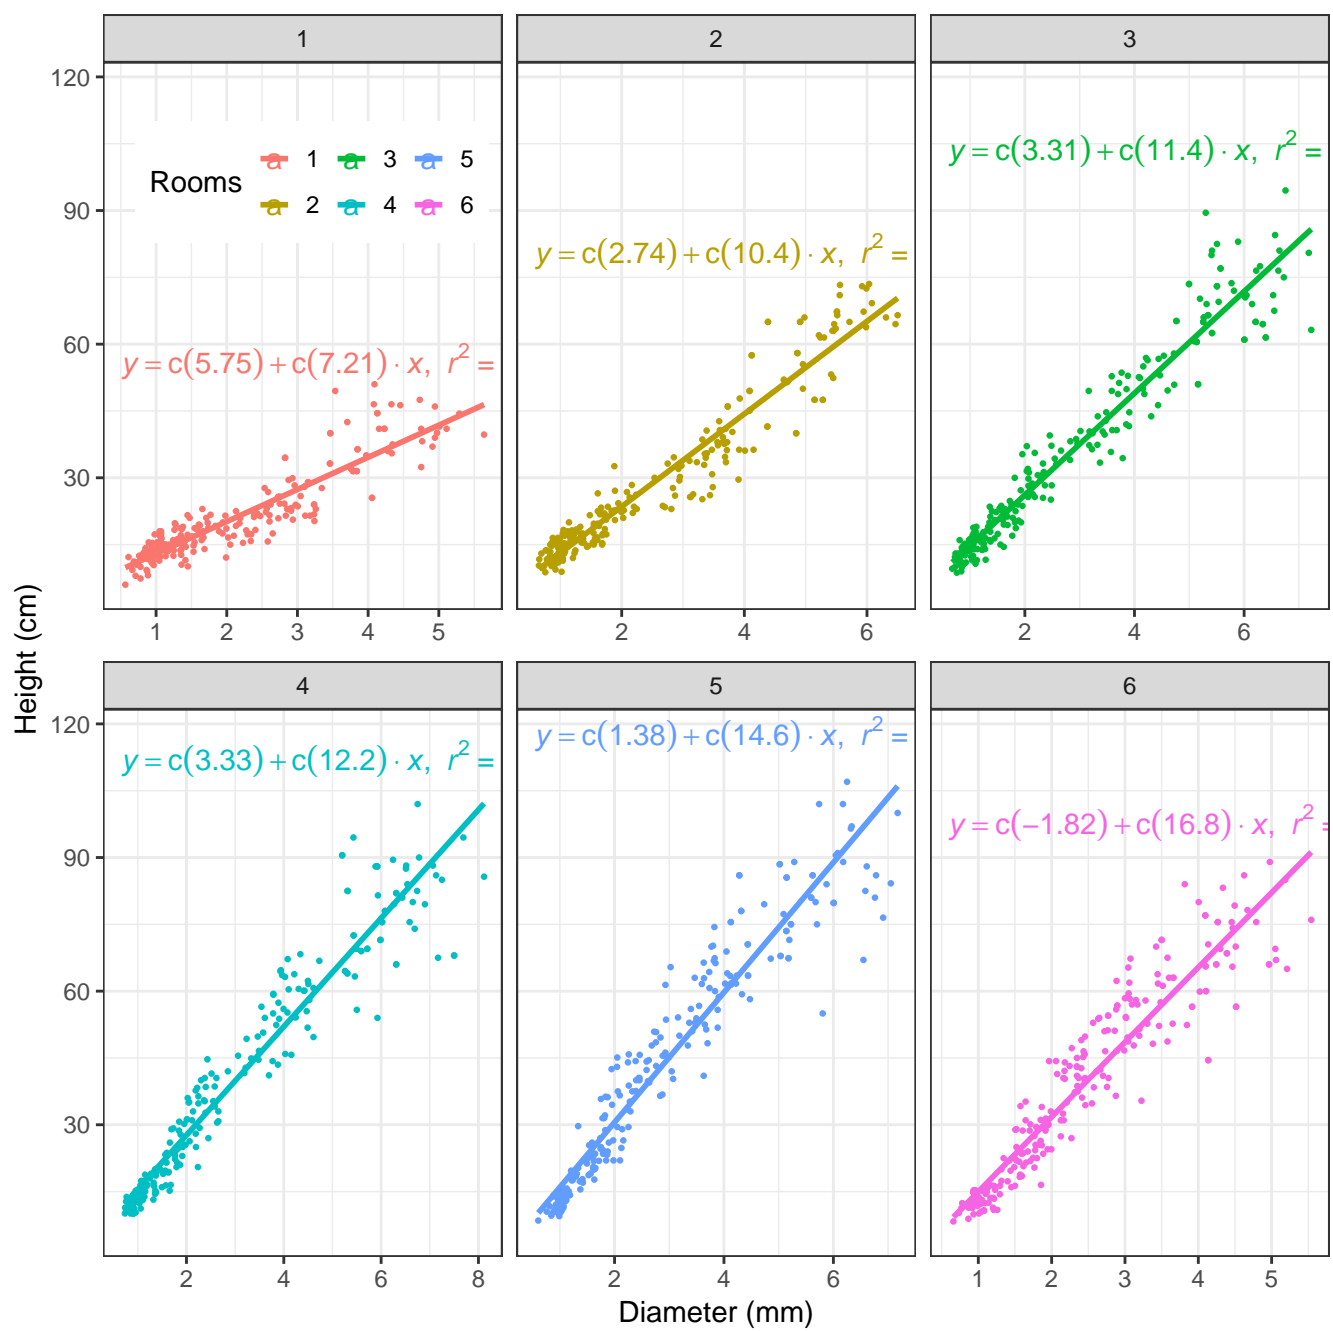 1 2 3
120
90
60
30
Rooms
a 1 a 3 a 5
a 2 a 4 a 6
y = c(5.75) + c(7.21) · x, r² =
y = c(2.74) + c(10.4) · x, r² =
y = c(3.31) + c(11.4) · x, r² =
1 2 3 4 5
2 4 6
2 4 6
Height (cm)
4 5 6
120
90
60
30
y = c(3.33) + c(12.2) · x, r² =
y = c(1.38) + c(14.6) · x, r² =
y = c(−1.82) + c(16.8) · x, r² =
2 4 6 8
2 4 6
1 2 3 4 5
Diameter (mm)